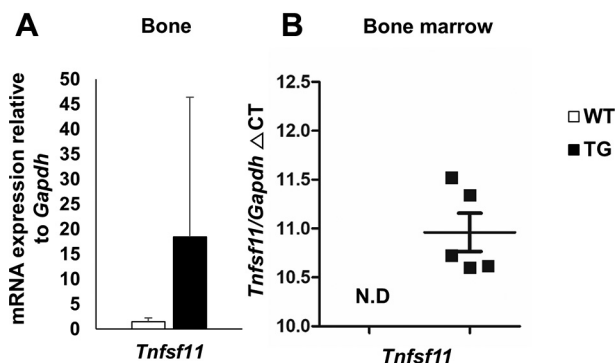 A
Bone
mRNA expression relative
to Gapdh
50
45
40
35
30
25
20
15
10
5
0
Tnfsf11
B
Bone marrow
Tnfsf11/Gapdh △CT
12.5
12.0
11.5
11.0
10.5
10.0
N.D
Tnfsf11
WT
TG